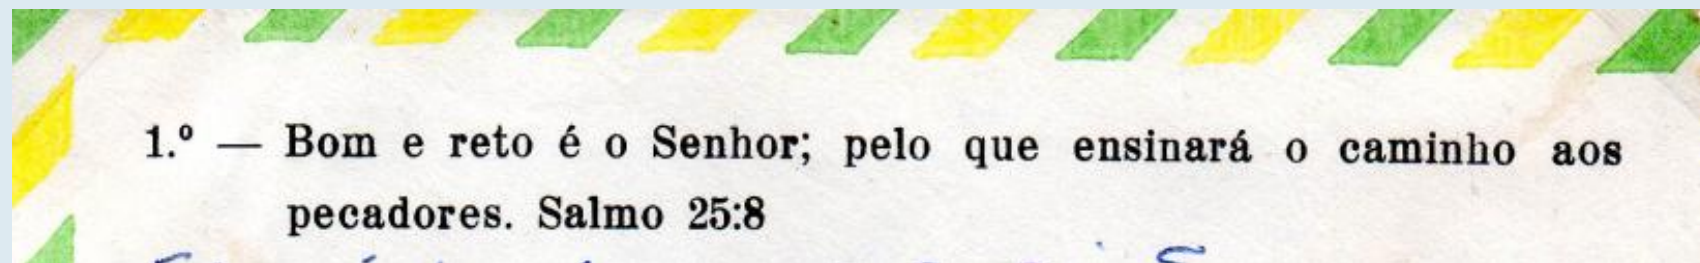 1.º — Bom e reto é o Senhor; pelo que ensinará o caminho aos
pecadores. Salmo 25:8